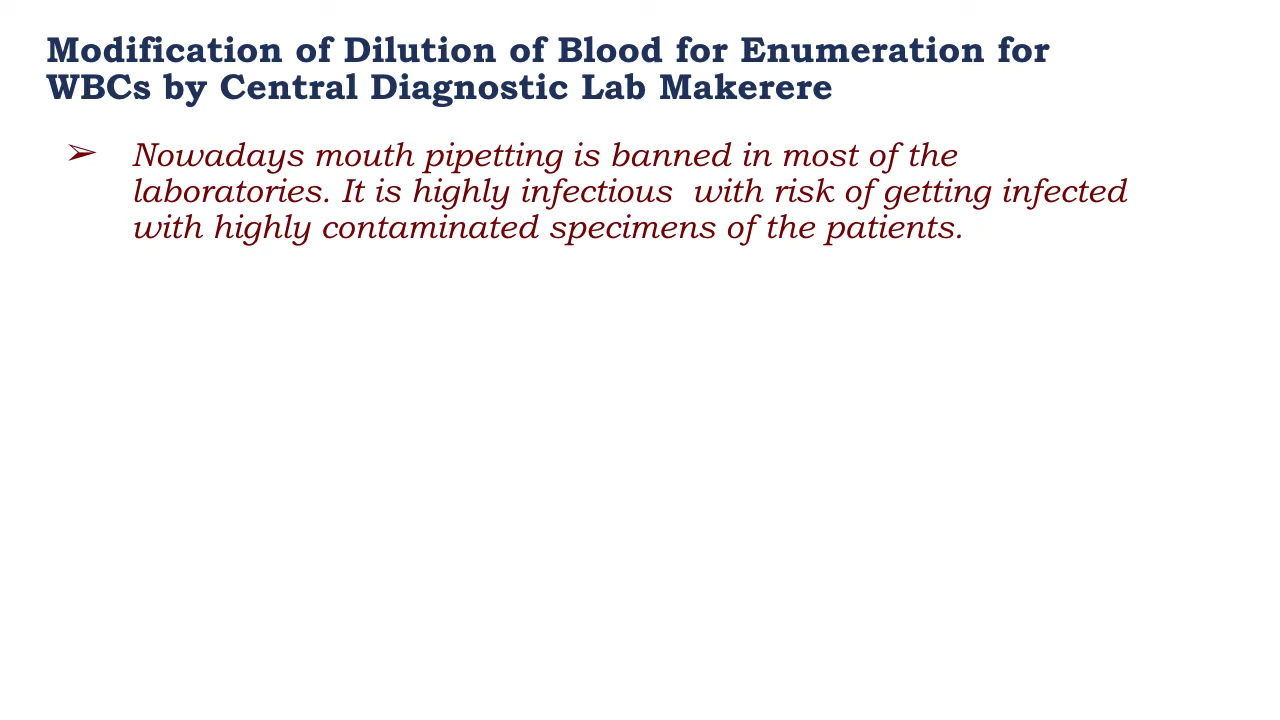 Modification of Dilution of Blood for Enumeration for
WBCs by Central Diagnostic Lab Makerere
➢ Nowadays mouth pipetting is banned in most of the
laboratories. It is highly infectious  with risk of getting infected
with highly contaminated specimens of the patients.